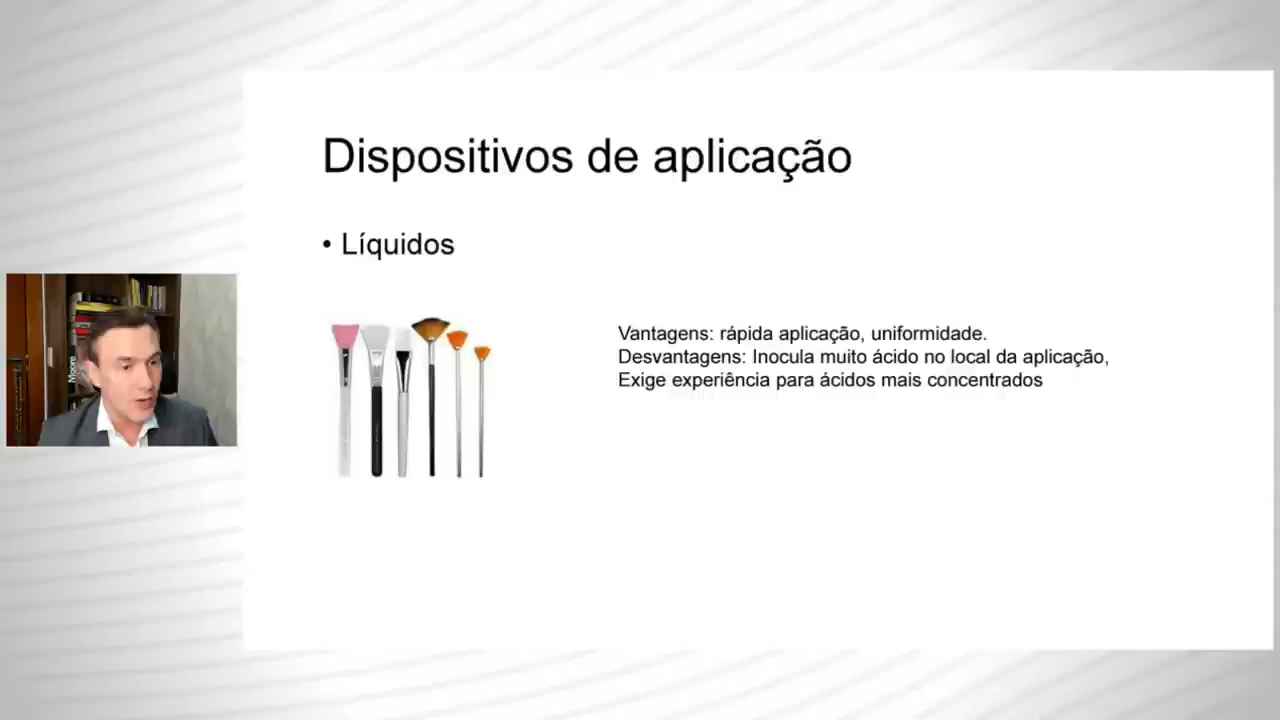 Dispositivos de aplicação
• Líquidos
Vantagens: rápida aplicação, uniformidade.
Desvantagens: Inocula muito ácido no local da aplicação,
Exige experiência para ácidos mais concentrados
Moore